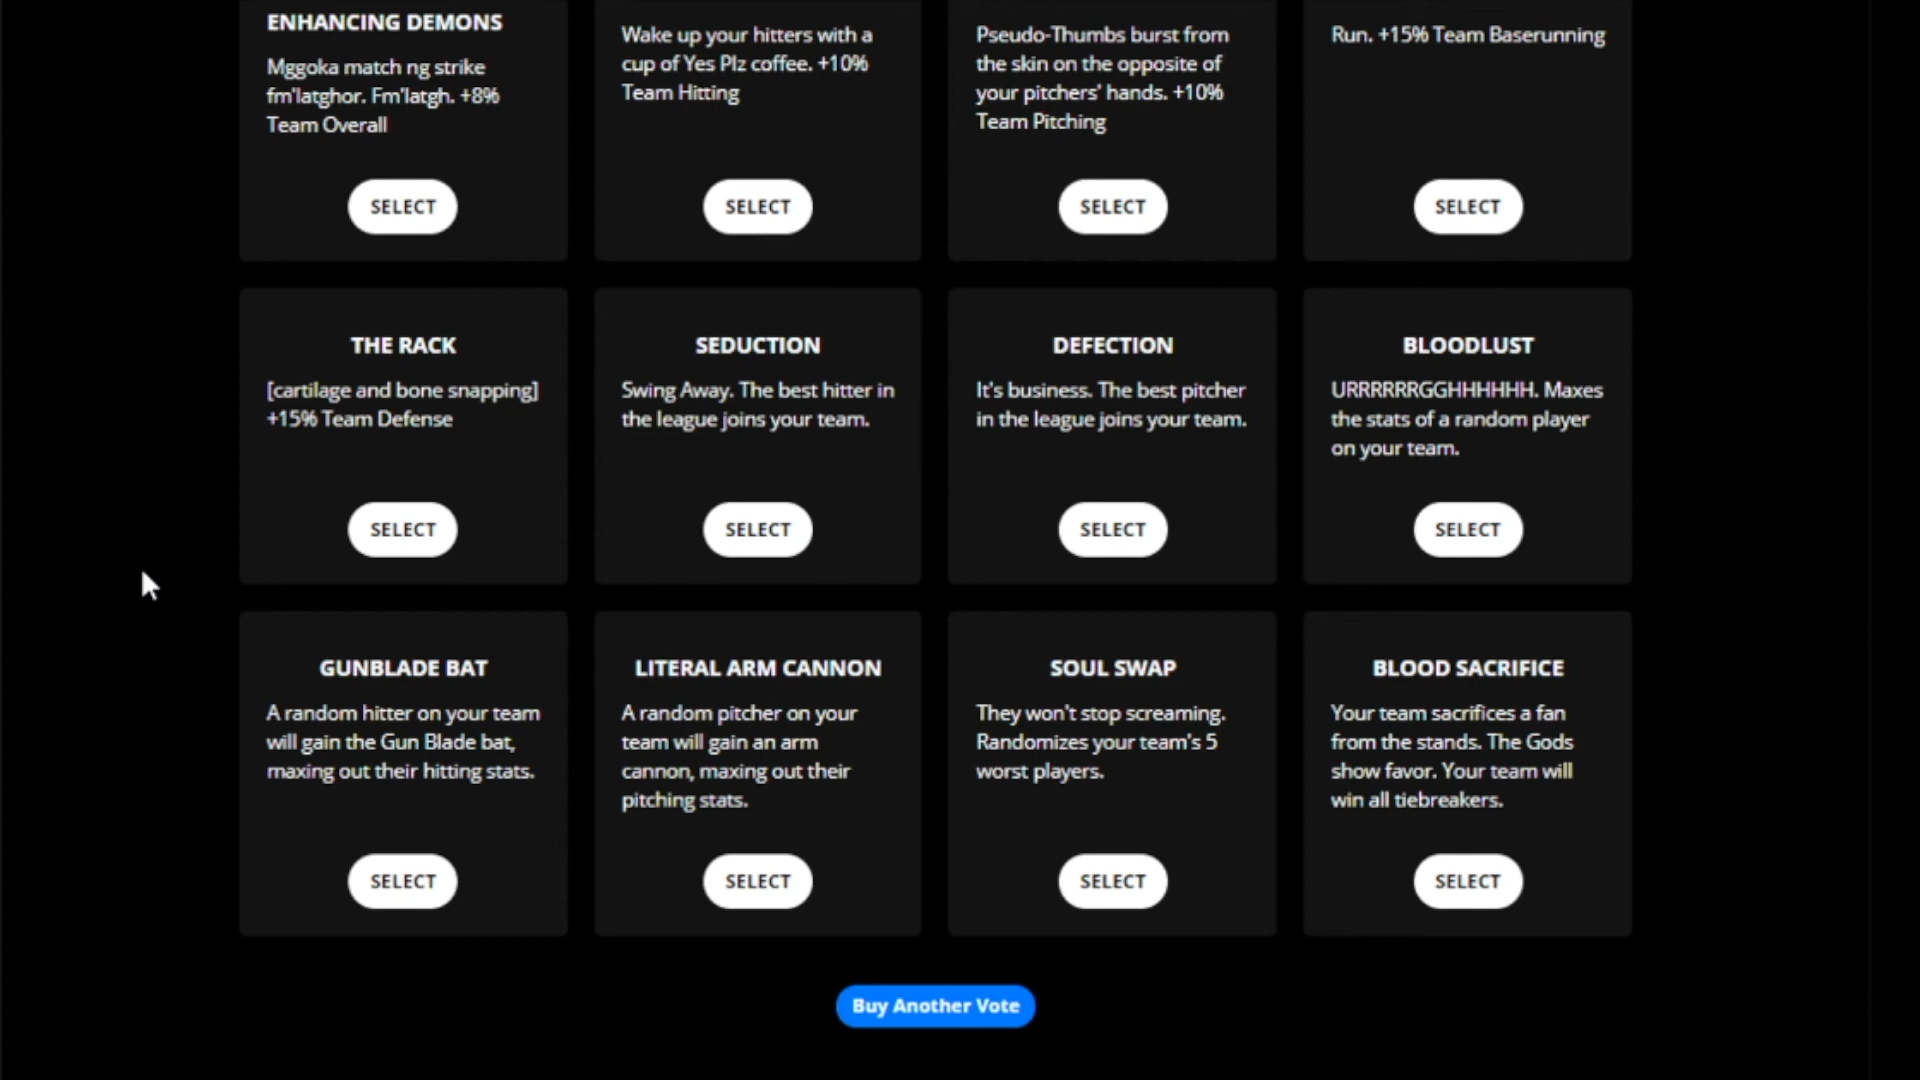 ENHANCING DEMONS
Mggoka match ng strike
fm'latghor. Fm'latgh. +8%
Team Overall
SELECT
Wake up your hitters with a
cup of Yes Plz coffee. +10%
Team Hitting
SELECT
Pseudo-Thumbs burst from
the skin on the opposite of
your pitchers' hands. +10%
Team Pitching
SELECT
Run. +15% Team Baserunning
SELECT
THE RACK
[cartilage and bone snapping]
+15% Team Defense
SELECT
SEDUCTION
Swing Away. The best hitter in
the league joins your team.
SELECT
DEFECTION
It's business. The best pitcher
in the league joins your team.
SELECT
BLOODLUST
URRRRRRGGHHHHHH. Maxes
the stats of a random player
on your team.
SELECT
GUNBLADE BAT
A random hitter on your team
will gain the Gun Blade bat,
maxing out their hitting stats.
SELECT
LITERAL ARM CANNON
A random pitcher on your
team will gain an arm
cannon, maxing out their
pitching stats.
SELECT
SOUL SWAP
They won't stop screaming.
Randomizes your team's 5
worst players.
SELECT
BLOOD SACRIFICE
Your team sacrifices a fan
from the stands. The Gods
show favor. Your team will
win all tiebreakers.
SELECT
Buy Another Vote